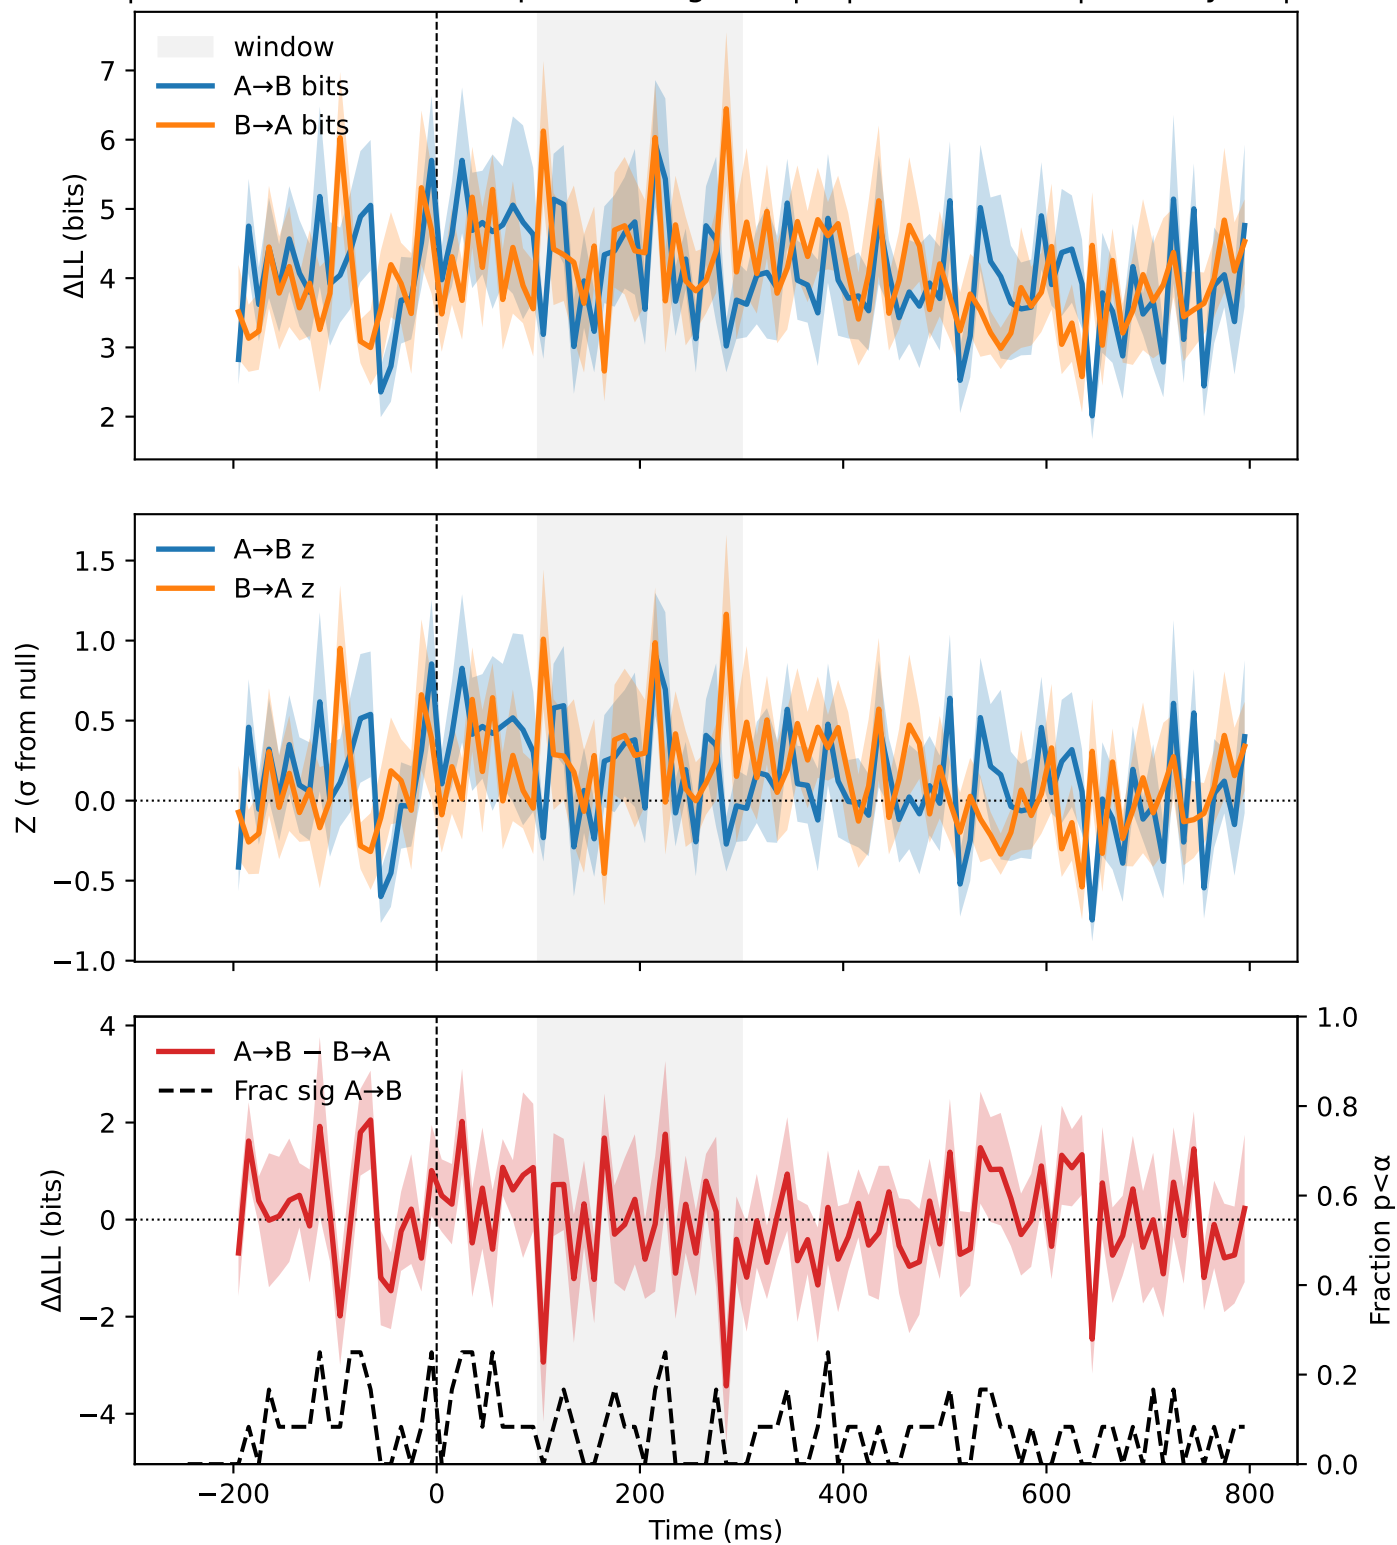 window
A→B bits
B→A bits
ΔLL (bits)
7
6
5
4
3
2
A→B z
B→A z
Z (σ from null)
1.5
1.0
0.5
0.0
−0.5
−1.0
A→B − B→A
Frac sig A→B
ΔΔLL (bits)
4
2
0
−2
−4
1.0
0.8
0.6
0.4
0.2
0.0
Fraction p<α
−200
0
200
400
600
800
Time (ms)